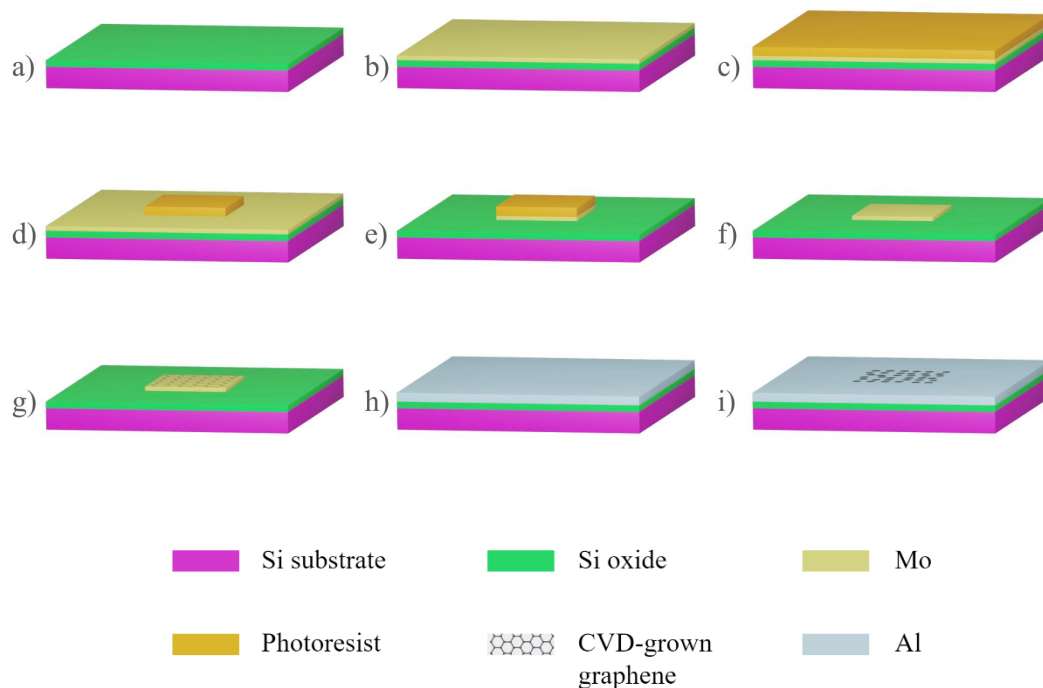 a)
b)
c)
d)
e)
f)
g)
h)
i)
Si substrate
Si oxide
Mo
Photoresist
CVD-grown
graphene
Al